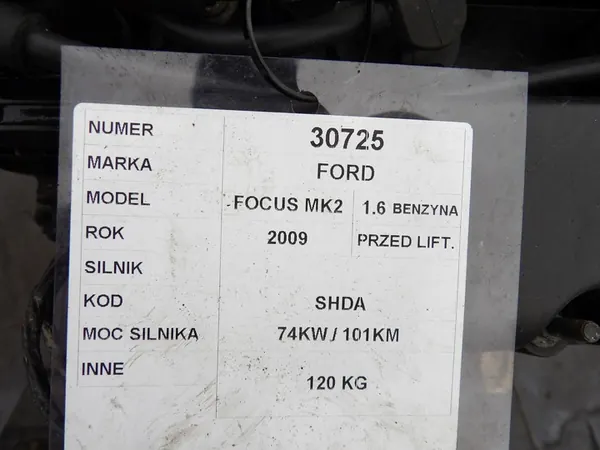 NUMER 30725
MARKA FORD
MODEL FOCUS MK2 1.6 BENZYNA
ROK 2009 PRZED LIFT.
SILNIK
KOD SHDA
MOC SILNIKA 74KW / 101KM
INNE 120 KG